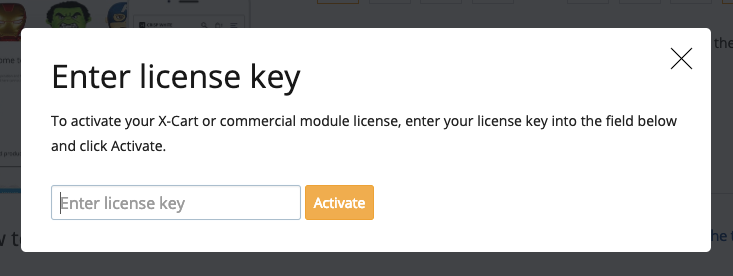 the
Enter license key
To activate your X-Cart or commercial module license, enter your license key into the field below
and click Activate.
Enter license key
Activate